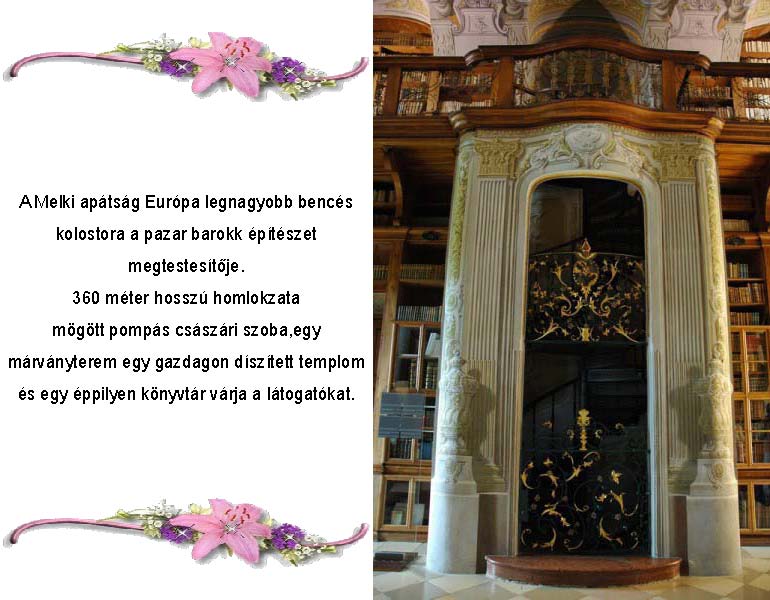 A Melki apátság Európa legnagyobb bencés
kolostora a pazar barokk építészet
megtestesítője.
360 méter hosszú homlokzata
mögött pompás császári szoba,egy
márványterem egy gazdagon díszített templom
és egy éppilyen könyvtár várja a látogatókat.